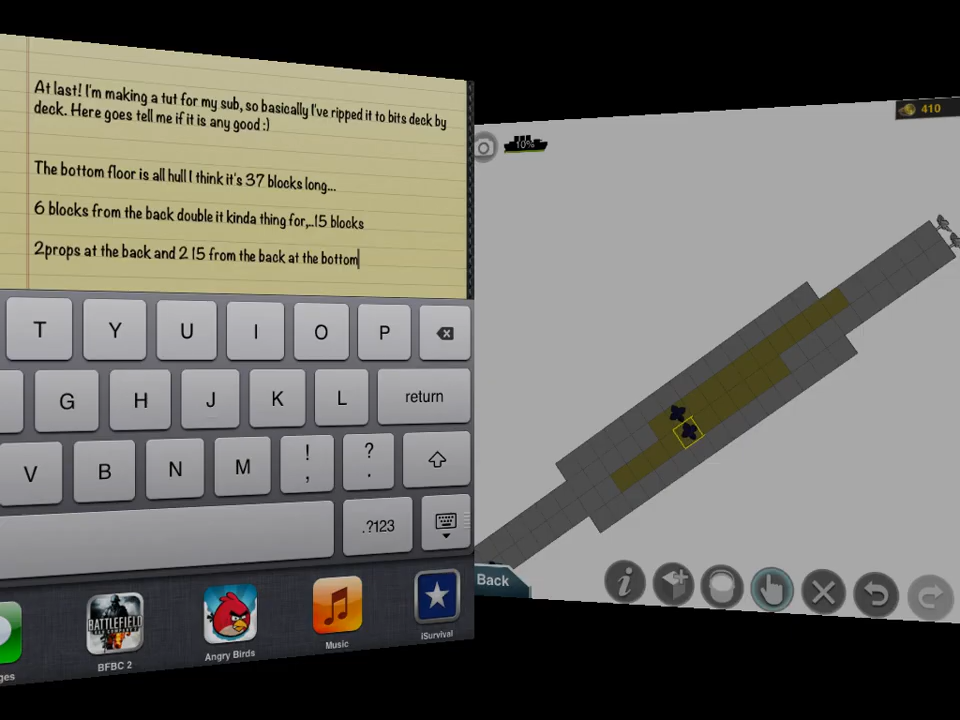 At last! I'm making a tut for my sub, so basically I've ripped it to bits deck by
deck. Here goes tell me if it is any good :)
The bottom floor is all hull I think it's 37 blocks long...
6 blocks from the back double it kinda thing for,..15 blocks
2props at the back and 2 15 from the back at the bottom
T Y U I O P
G H J K L return
V B N M ! , ? .
.?123
ges
BATTLEFIELD
BFBC 2
Angry Birds
Music
iSurvival
10%
410
Back